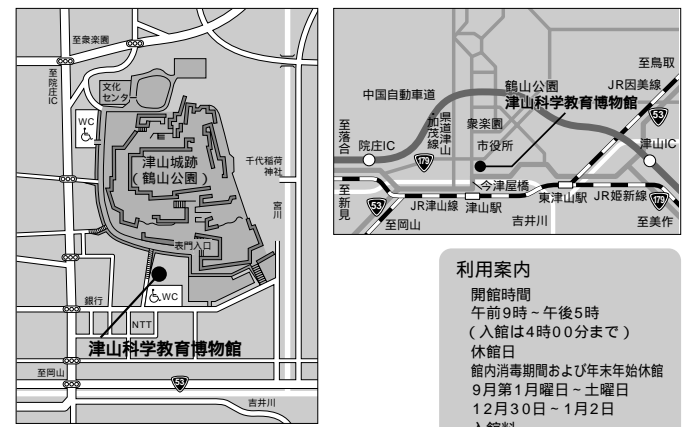 至衆楽園
至院庄IC
文化
センター
WC
津山城跡
(鶴山公園)
千代稲荷
神社
宮川
表門入口
WC
銀行
NTT
津山科学教育博物館
至岡山
53
吉井川
至鳥取
JR因美線
鶴山公園
中国自動車道
津山科学教育博物館
53
県道津山
加茂線
衆楽園
至落合
院庄IC
市役所
津山IC
179
今津屋橋
至新見
53
JR津山線
津山駅
東津山駅
JR姫新線
179
至岡山
吉井川
至美作
利用案内
開館時間
午前9時~午後5時
(入館は4時00分まで)
休館日
館内消毒期間および年末年始休館
9月第1月曜日~土曜日
12月30日~1月2日
入館料